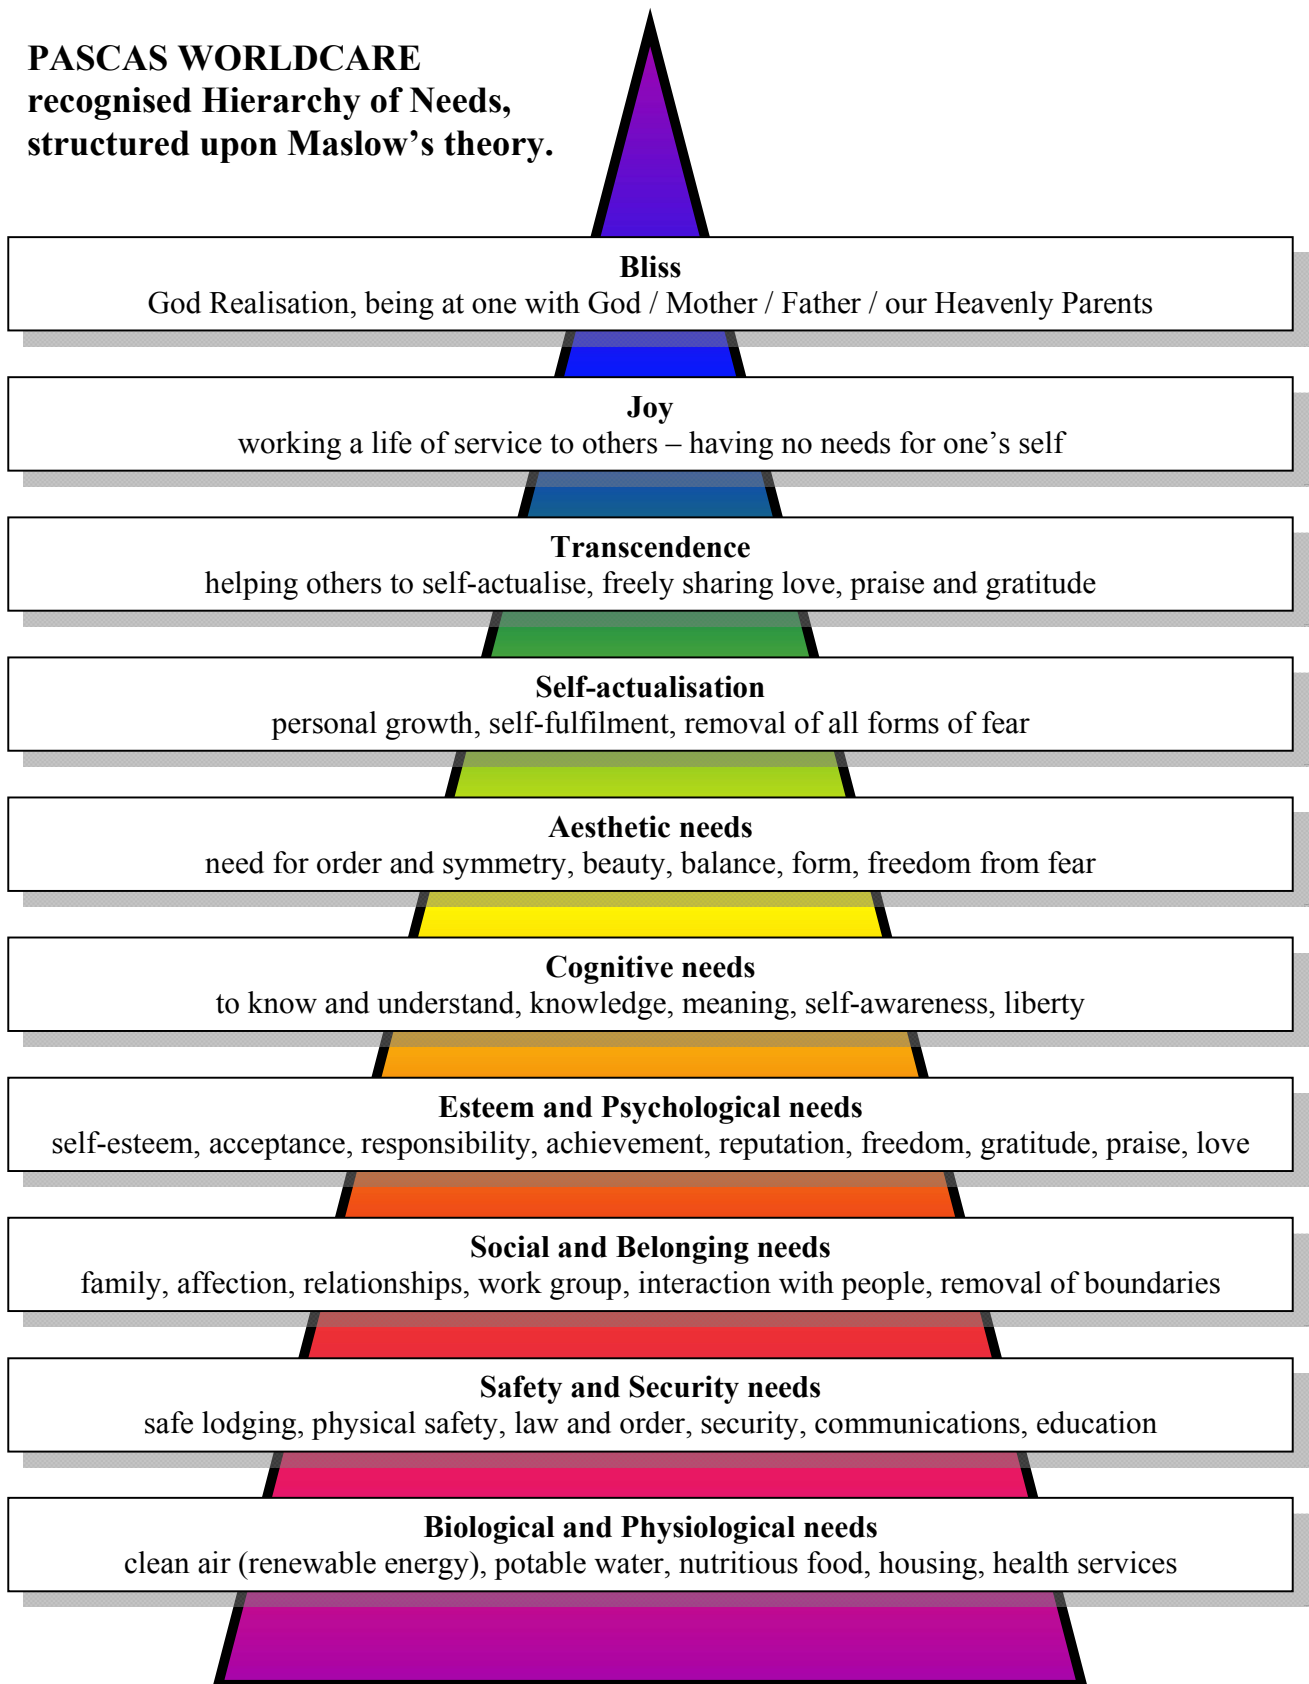 PASCAS WORLDCARE
recognised Hierarchy of Needs,
structured upon Maslow’s theory.
Bliss
God Realisation, being at one with God / Mother / Father / our Heavenly Parents
Joy
working a life of service to others – having no needs for one’s self
Transcendence
helping others to self-actualise, freely sharing love, praise and gratitude
Self-actualisation
personal growth, self-fulfilment, removal of all forms of fear
Aesthetic needs
need for order and symmetry, beauty, balance, form, freedom from fear
Cognitive needs
to know and understand, knowledge, meaning, self-awareness, liberty
Esteem and Psychological needs
self-esteem, acceptance, responsibility, achievement, reputation, freedom, gratitude, praise, love
Social and Belonging needs
family, affection, relationships, work group, interaction with people, removal of boundaries
Safety and Security needs
safe lodging, physical safety, law and order, security, communications, education
Biological and Physiological needs
clean air (renewable energy), potable water, nutritious food, housing, health services